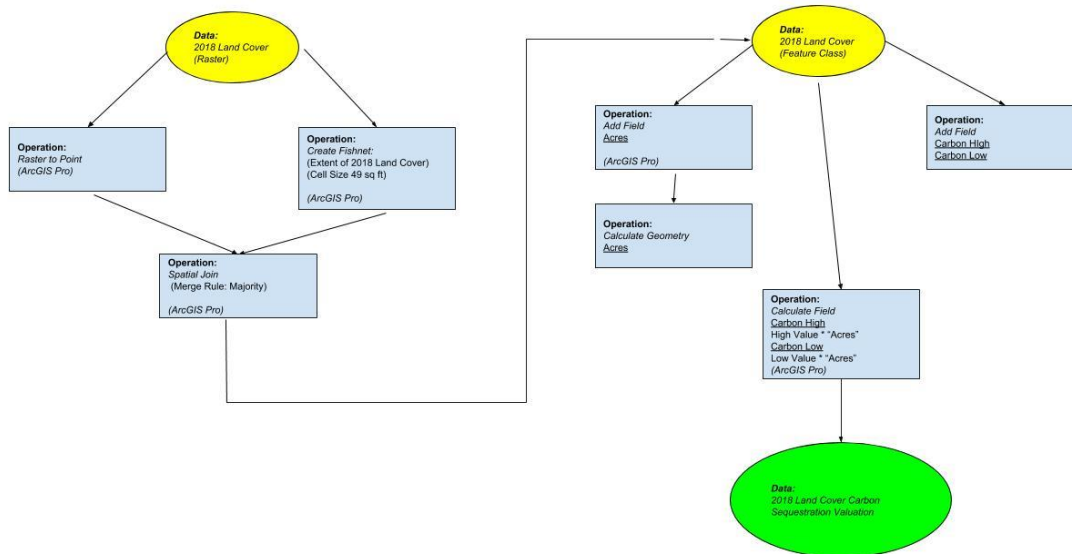 Data:
2018 Land Cover
(Raster)
Operation:
Raster to Point
(ArcGIS Pro)
Operation:
Create Fishnet:
(Extent of 2018 Land Cover)
(Cell Size 49 sq ft)
(ArcGIS Pro)
Operation:
Spatial Join
(Merge Rule: Majority)
(ArcGIS Pro)
Data:
2018 Land Cover
(Feature Class)
Operation:
Add Field
Acres
(ArcGIS Pro)
Operation:
Calculate Geometry
Acres
Operation:
Add Field
Carbon HIgh
Carbon Low
Operation:
Calculate Field
Carbon High
High Value * “Acres”
Carbon Low
Low Value * “Acres”
(ArcGIS Pro)
Data:
2018 Land Cover Carbon
Sequestration Valuation